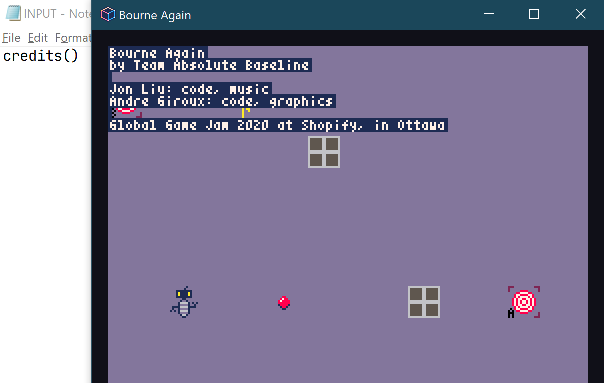 INPUT - Note
File Edit Format
credits()
Bourne Again
Bourne Again
by Team Absolute Baseline
Jon Liu: code, music
Andre Giroux: code, graphics
Global Game Jam 2020 at Shopify, in Ottawa
A